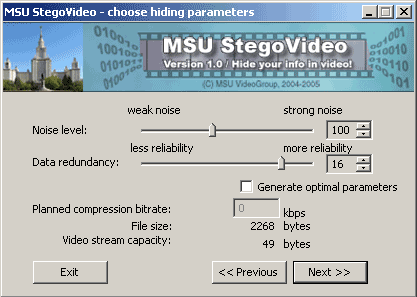 MSU StegoVideo - choose hiding parameters
MSU StegoVideo
Version 1.0 / Hide your info in video!
(C) MSU VideoGroup, 2004-2005
weak noise strong noise
Noise level: 100
less reliability more reliability
Data redundancy: 16
Generate optimal parameters
Planned compression bitrate: 0 kbps
File size: 2268 bytes
Video stream capacity: 49 bytes
Exit << Previous Next >>